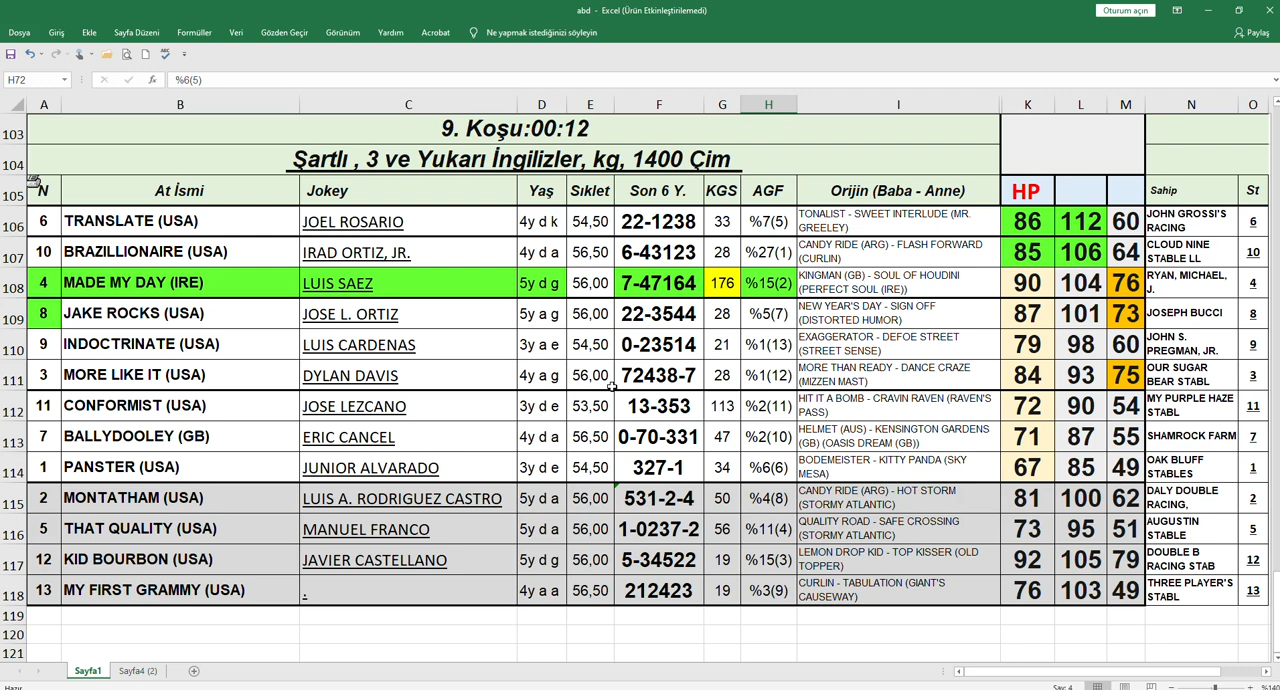 abd - Excel (Ürün Etkinleştirilemedi)
Oturum açın
Dosya Giriş Ekle Sayfa Düzeni Formüller Veri Gözden Geçir Görünüm Yardım Acrobat Ne yapmak istediğinizi söyleyin Paylaş
H72 fx %6(5)
A B C D E F G H I K L M N O
103 9. Koşu:00:12
104 Şartlı , 3 ve Yukarı İngilizler, kg, 1400 Çim
105 N At İsmi Jokey Yaş Sıklet Son 6 Y. KGS AGF Orijin (Baba - Anne) HP Sahip St
106 6 TRANSLATE (USA) JOEL ROSARIO 4y d k 54,50 22-1238 33 %7(5) TONALIST - SWEET INTERLUDE (MR. GREELEY) 86 112 60 JOHN GROSSI'S RACING 6
107 10 BRAZILLIONAIRE (USA) IRAD ORTIZ, JR. 4y d a 56,50 6-43123 28 %27(1) CANDY RIDE (ARG) - FLASH FORWARD (CURLIN) 85 106 64 CLOUD NINE STABLE LL 10
108 4 MADE MY DAY (IRE) LUIS SAEZ 5y d g 56,00 7-47164 176 %15(2) KINGMAN (GB) - SOUL OF HOUDINI (PERFECT SOUL (IRE)) 90 104 76 RYAN, MICHAEL, J. 4
109 8 JAKE ROCKS (USA) JOSE L. ORTIZ 4y a g 56,00 22-3544 28 %5(7) NEW YEAR'S DAY - SIGN OFF (DISTORTED HUMOR) 87 101 73 JOSEPH BUCCI 8
110 9 INDOCTRINATE (USA) LUIS CARDENAS 3y a e 54,50 0-23514 21 %1(13) EXAGGERATOR - DEFOE STREET (STREET SENSE) 79 98 60 JOHN S. PREGMAN, JR. 9
111 3 MORE LIKE IT (USA) DYLAN DAVIS 4y a g 56,00 72438-7 28 %1(12) MORE THAN READY - DANCE CRAZE (MIZZEN MAST) 84 93 75 OUR SUGAR BEAR STABL 3
112 11 CONFORMIST (USA) JOSE LEZCANO 3y d e 53,50 13-353 113 %2(11) HIT IT A BOMB - CRAVIN RAVEN (RAVEN'S PASS) 72 90 54 MY PURPLE HAZE STABL 11
113 7 BALLYDOOLEY (GB) ERIC CANCEL 4y d a 56,50 0-70-331 47 %2(10) HELMET (AUS) - KENSINGTON GARDENS (GB) (OASIS DREAM (GB)) 71 87 55 SHAMROCK FARM 7
114 1 PANSTER (USA) JUNIOR ALVARADO 3y d e 54,50 327-1 34 %6(6) BODEMEISTER - KITTY PANDA (SKY MESA) 67 85 49 OAK BLUFF STABLES 1
115 2 MONTATHAM (USA) LUIS A. RODRIGUEZ CASTRO 5y d a 56,00 531-2-4 50 %4(8) CANDY RIDE (ARG) - HOT STORM (STORMY ATLANTIC) 81 100 62 DALY DOUBLE RACING, 2
116 5 THAT QUALITY (USA) MANUEL FRANCO 5y d a 56,00 1-0237-2 56 %11(4) QUALITY ROAD - SAFE CROSSING (STORMY ATLANTIC) 73 95 51 AUGUSTIN STABLE 5
117 12 KID BOURBON (USA) JAVIER CASTELLANO 5y d g 56,00 5-34522 19 %15(3) LEMON DROP KID - TOP KISSER (OLD TOPPER) 92 105 79 DOUBLE B RACING STAB 12
118 13 MY FIRST GRAMMY (USA) . 4y a a 56,50 212423 19 %3(9) CURLIN - TABULATION (GIANT'S CAUSEWAY) 76 103 49 THREE PLAYER'S STABL 13
119
120
121
Sayfa1 Sayfa4 (2)
Hazır Say: 4 %140